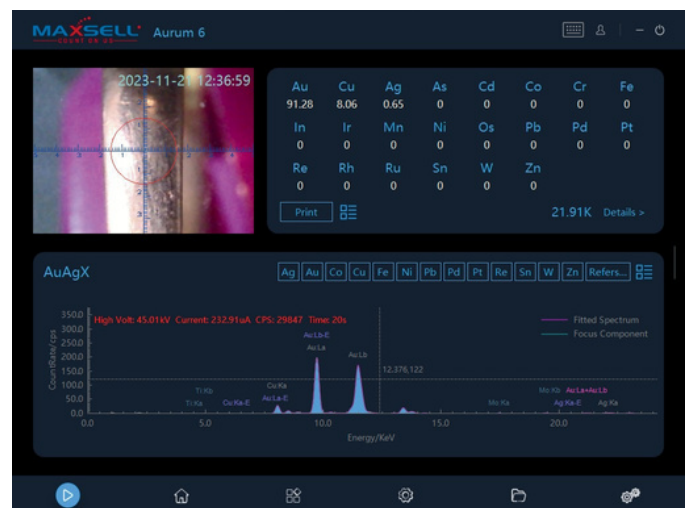 MAXSELL Aurum 6
COUNT ON US
2023-11-21 12:36:59
Au Cu Ag As Cd Co Cr Fe
91.28 8.06 0.65 0 0 0 0 0
In Ir Mn Ni Os Pb Pd Pt
0 0 0 0 0 0 0 0
Re Rh Ru Sn W Zn
0 0 0 0 0 0
Print 21.91K Details >
AuAgX Ag Au Co Cu Fe Ni Pb Pd Pt Re Sn W Zn Refers...
High Volt: 45.01kV Current: 232.91uA CPS: 29847 Time: 20s
Fitted Spectrum
Focus Component
CountRate/cps
350.0
300.0
250.0
200.0
150.0
100.0
50.0
0.0
Au:Lb-E
Au:La
Au:Lb
12.376,122
Ti:Kb
Cu:Ka
Mo:Kb Au:La+Au:Lb
Ti:Ka Cu:Ka-E Au:La-E Mo:Ka Ag:Ka-E Ag:Ka
0.0 5.0 10.0 15.0 20.0
Energy/KeV